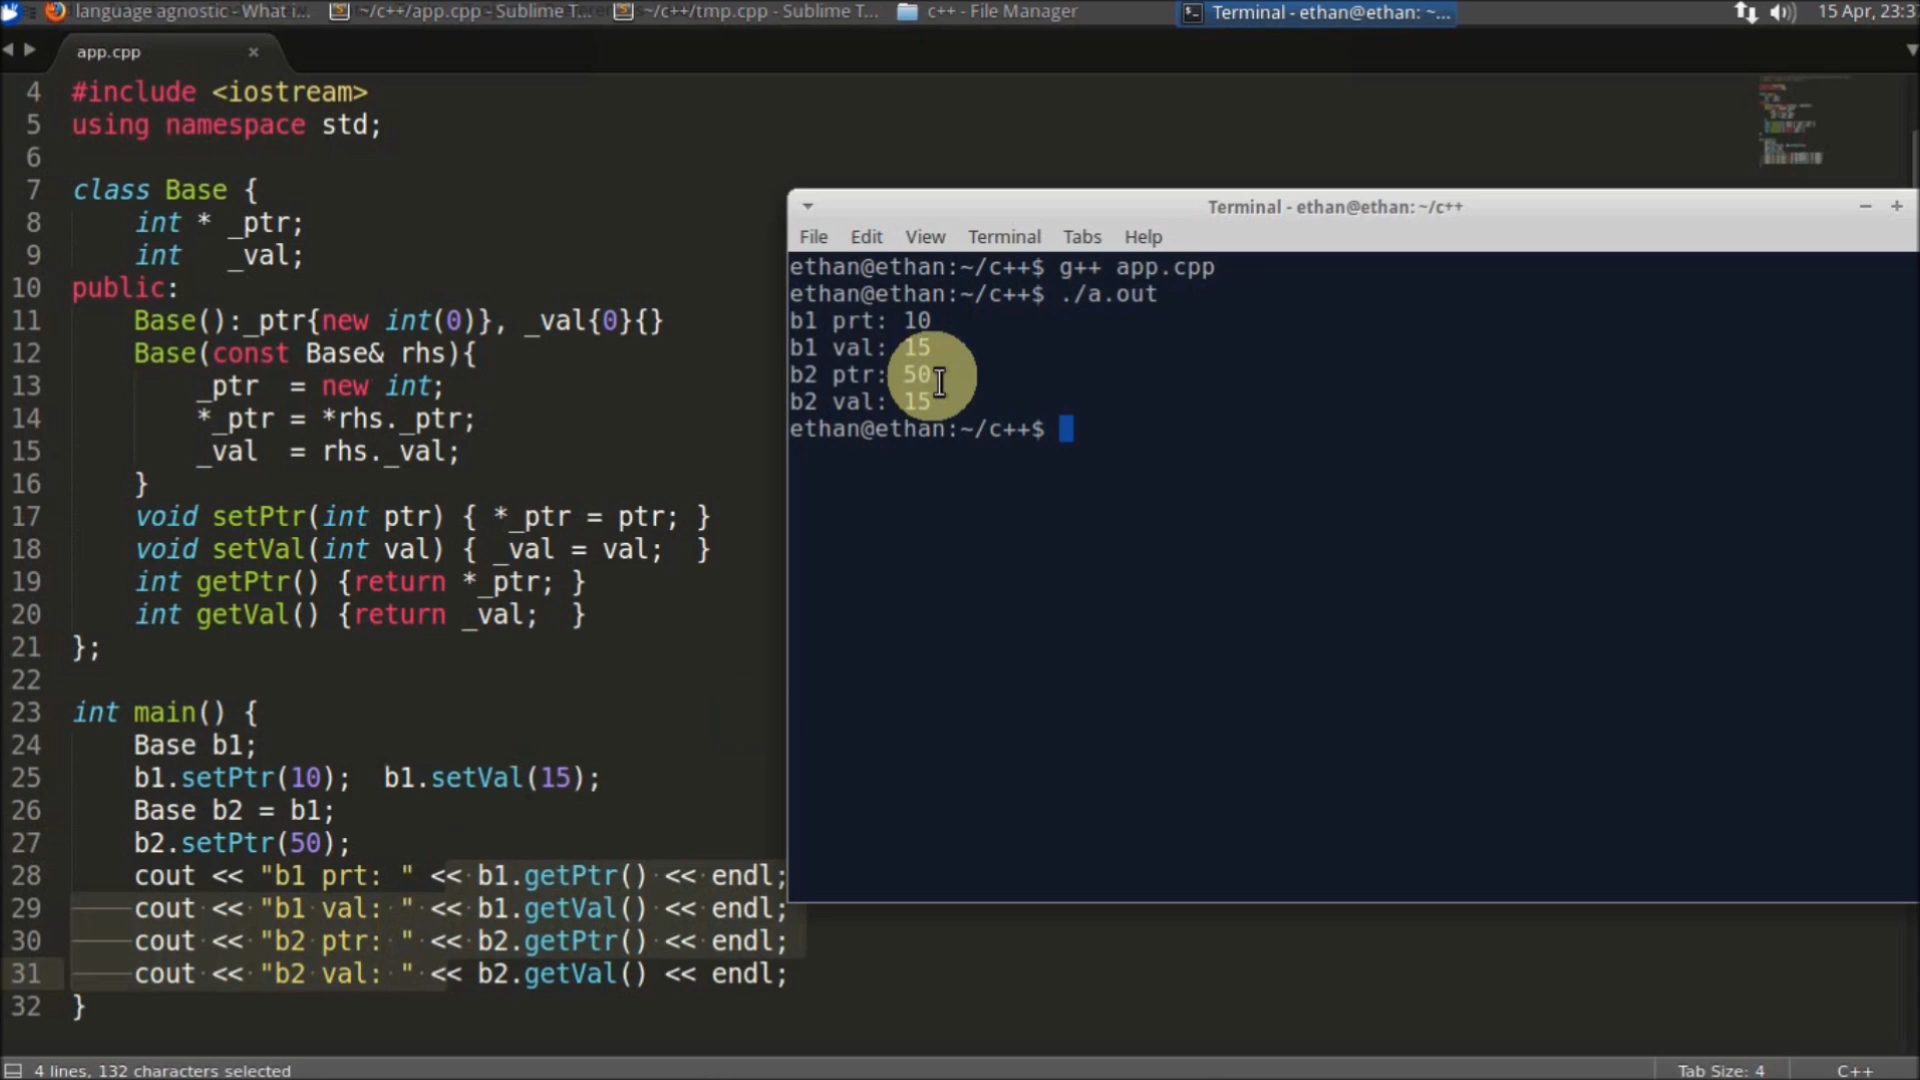 language agnostic - What i... ~/c++/app.cpp - Sublime T... ~/c++/tmp.cpp - Sublime T... c++ - File Manager Terminal - ethan@ethan: ~... 15 Apr, 23:3
app.cpp
4 #include <iostream>
5 using namespace std;
6
7 class Base {
8 int * _ptr;
9 int _val;
10 public:
11 Base():_ptr{new int(0)}, _val{0}{}
12 Base(const Base& rhs){
13 _ptr = new int;
14 *_ptr = *rhs._ptr;
15 _val = rhs._val;
16 }
17 void setPtr(int ptr) { *_ptr = ptr; }
18 void setVal(int val) { _val = val; }
19 int getPtr() {return *_ptr; }
20 int getVal() {return _val; }
21 };
22
23 int main() {
24 Base b1;
25 b1.setPtr(10); b1.setVal(15);
26 Base b2 = b1;
27 b2.setPtr(50);
28 cout << "b1 prt: " << b1.getPtr() << endl;
29 cout << "b1 val: " << b1.getVal() << endl;
30 cout << "b2 ptr: " << b2.getPtr() << endl;
31 cout << "b2 val: " << b2.getVal() << endl;
32 }
Terminal - ethan@ethan: ~/c++
File Edit View Terminal Tabs Help
ethan@ethan:~/c++$ g++ app.cpp
ethan@ethan:~/c++$ ./a.out
b1 prt: 10
b1 val: 15
b2 ptr: 50
b2 val: 15
ethan@ethan:~/c++$
4 lines, 132 characters selected Tab Size: 4 C++